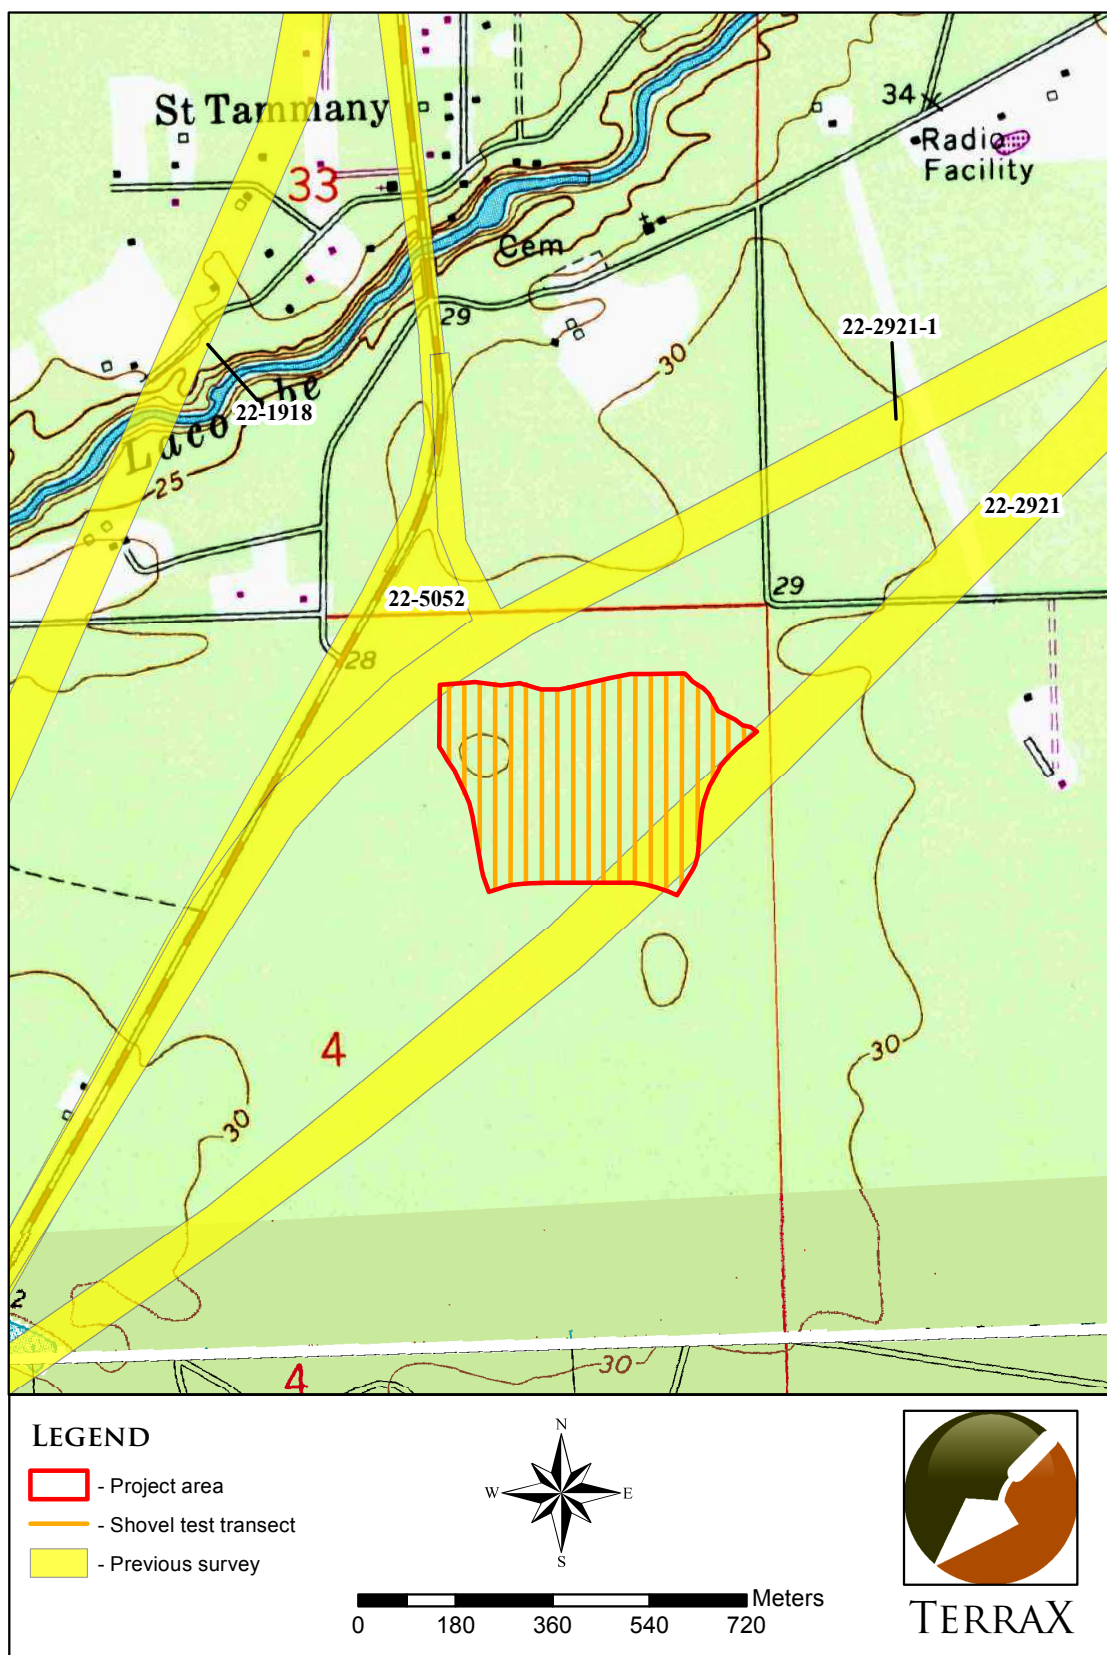 St Tammany
34
Radio
Facility
33
Cem
29
22-2921-1
30
22-1918
Lacombe
25
22-2921
22-5052
29
28
4
30
30
2
30
4
LEGEND
- Project area
- Shovel test transect
- Previous survey
N
W
E
S
Meters
0 180 360 540 720
TERRAX